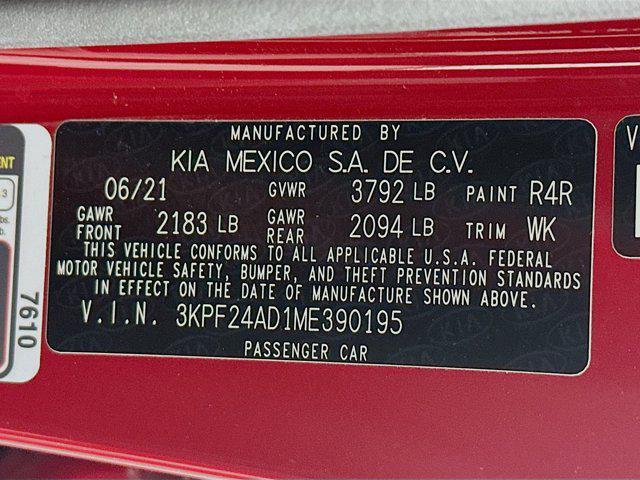 MANUFACTURED BY
KIA MEXICO S.A. DE C.V.
06/21 GVWR 3792 LB PAINT R4R
GAWR FRONT 2183 LB GAWR REAR 2094 LB TRIM WK
THIS VEHICLE CONFORMS TO ALL APPLICABLE U.S.A. FEDERAL
MOTOR VEHICLE SAFETY, BUMPER, AND THEFT PREVENTION STANDARDS
IN EFFECT ON THE DATE OF MANUFACTURE SHOWN ABOVE.
V.I.N. 3KPF24AD1ME390195
PASSENGER CAR
7610